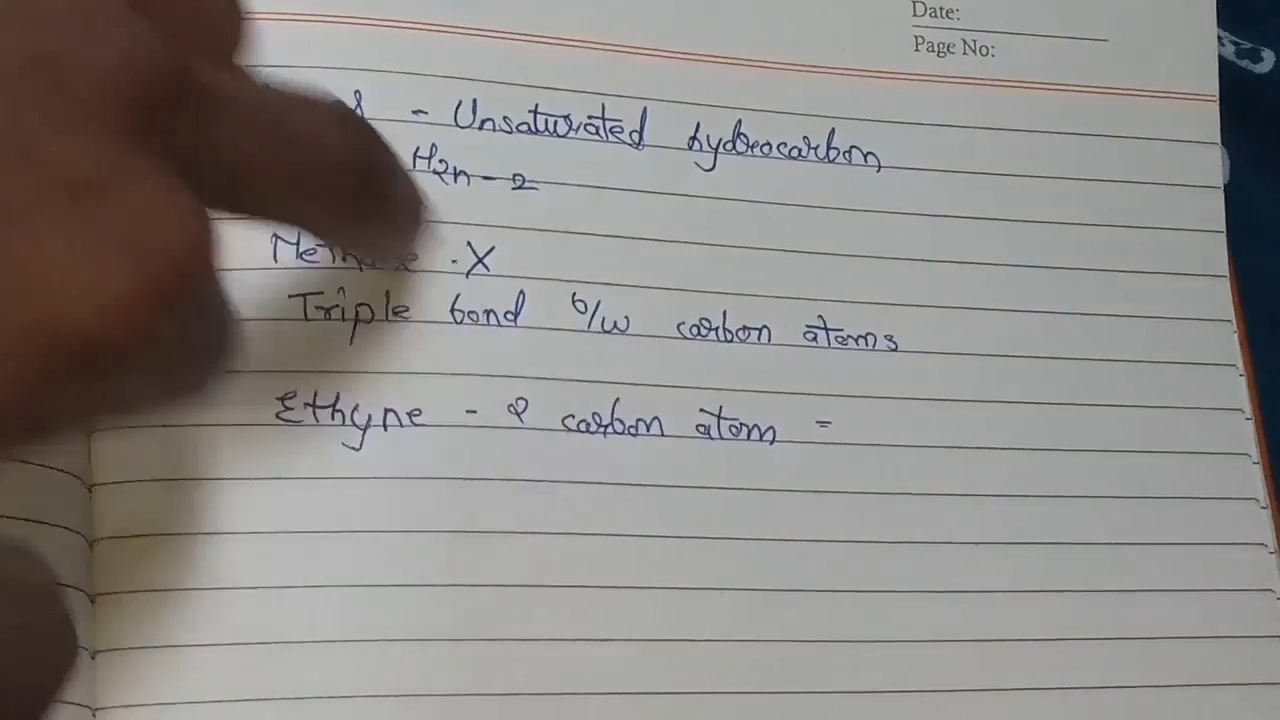 Date:
Page No:
- Unsaturated hydrocarbon
H2n-2
X
Triple bond b/w carbon atoms
Ethyne - 2 carbon atom =